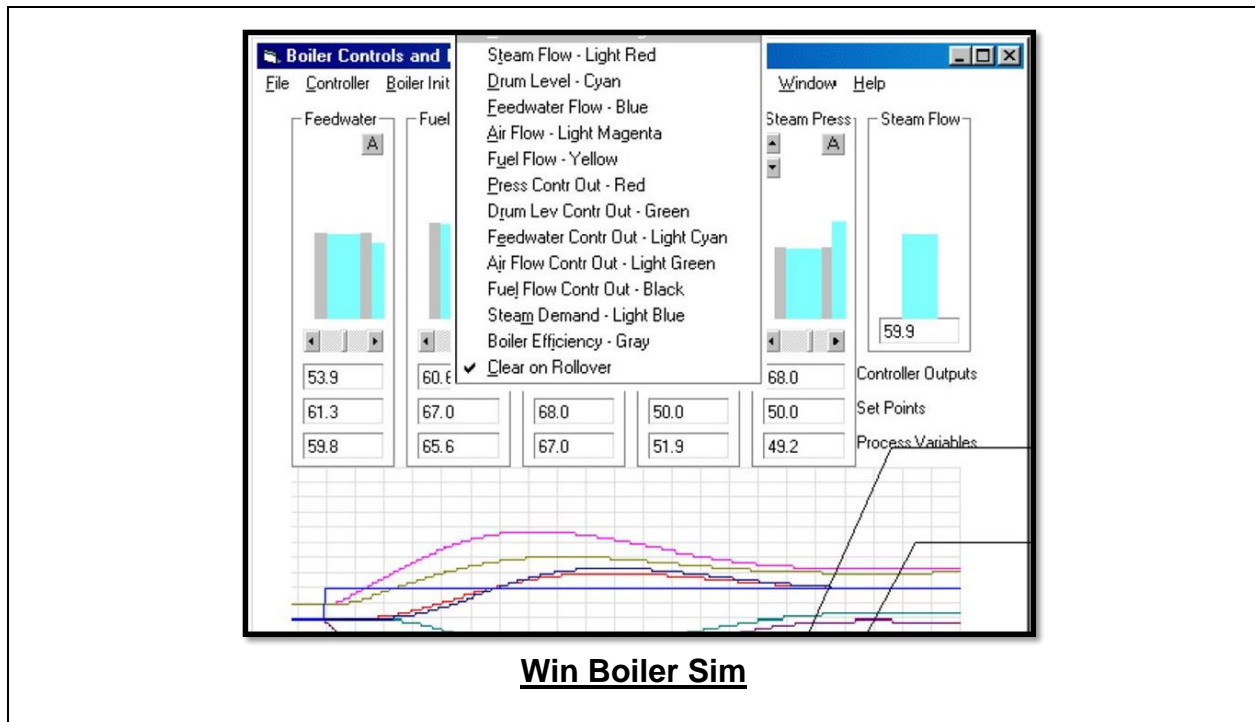 Boiler Controls and
File Controller Boiler Init Window Help
Steam Flow - Light Red
Drum Level - Cyan
Feedwater Flow - Blue
Air Flow - Light Magenta
Fuel Flow - Yellow
Press Contr Out - Red
Drum Lev Contr Out - Green
Feedwater Contr Out - Light Cyan
Air Flow Contr Out - Light Green
Fuel Flow Contr Out - Black
Steam Demand - Light Blue
Boiler Efficiency - Gray
✔ Clear on Rollover
Feedwater Fuel Steam Press Steam Flow
A A
59.9
53.9 60.6 68.0 Controller Outputs
61.3 67.0 68.0 50.0 50.0 Set Points
59.8 65.6 67.0 51.9 49.2 Process Variables
Win Boiler Sim